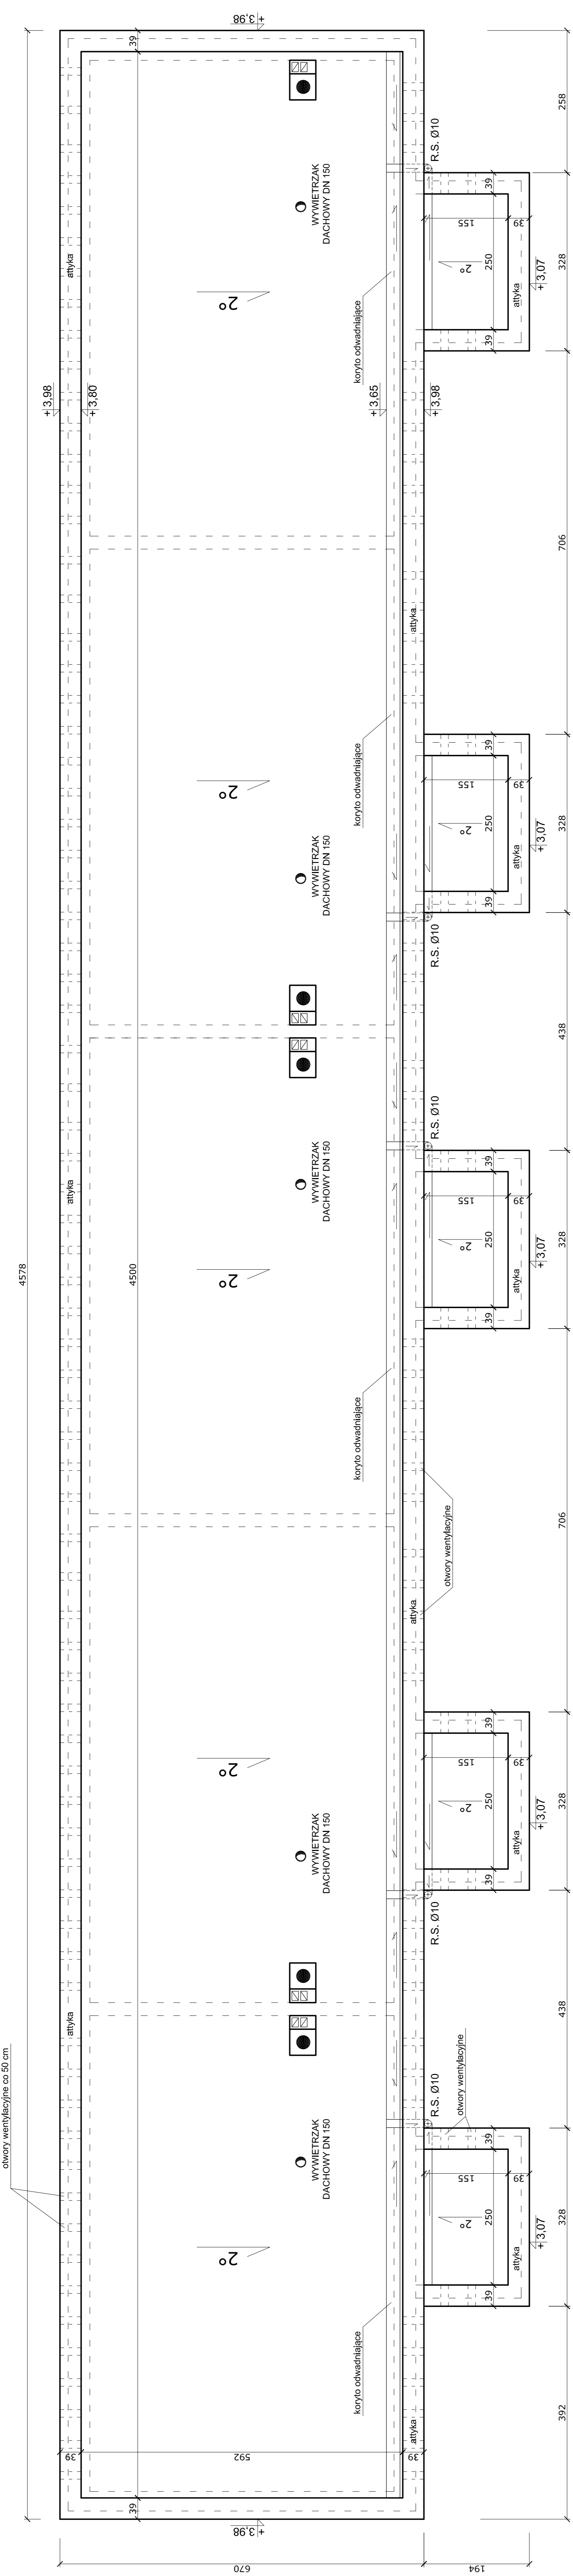 + 3,98
39
258
R.S. Ø10
WYWIETRZAK
DACHOWY DN 150
39
155
39
250
2°
328
attyka
attyka
+ 3,07
2°
koryto odwadniające
39
+ 3,98
+ 3,80
+ 3,65
+ 3,98
706
attyka
koryto odwadniające
39
2°
155
39
250
2°
328
attyka
+ 3,07
WYWIETRZAK
DACHOWY DN 150
39
R.S. Ø10
438
R.S. Ø10
WYWIETRZAK
DACHOWY DN 150
attyka
39
155
39
250
2°
328
attyka
+ 3,07
4578
4500
2°
39
koryto odwadniające
706
otwory wentylacyjne
attyka
39
2°
155
39
250
2°
328
attyka
+ 3,07
WYWIETRZAK
DACHOWY DN 150
39
R.S. Ø10
438
attyka
otwory wentylacyjne co 50 cm
otwory wentylacyjne
R.S. Ø10
WYWIETRZAK
DACHOWY DN 150
39
155
39
250
2°
328
attyka
+ 3,07
2°
39
koryto odwadniające
392
attyka
39
592
39
39
+ 3,98
670
194